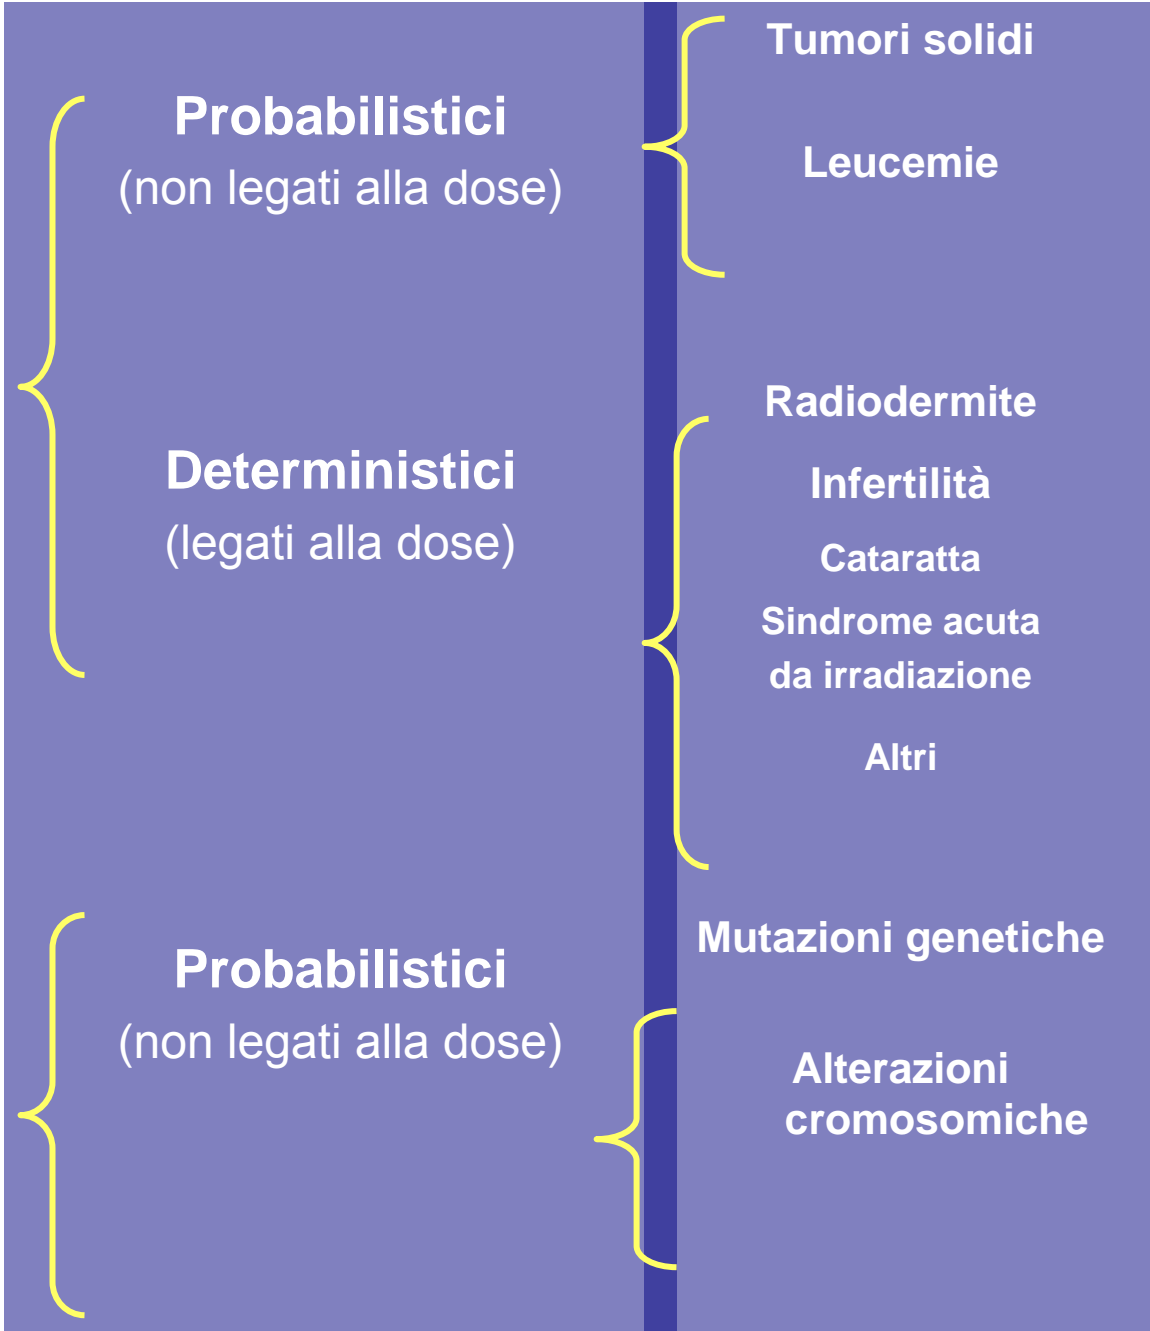 Probabilistici
(non legati alla dose)
Tumori solidi
Leucemie
Deterministici
(legati alla dose)
Radiodermite
Infertilità
Cataratta
Sindrome acuta
da irradiazione
Altri
Probabilistici
(non legati alla dose)
Mutazioni genetiche
Alterazioni
cromosomiche